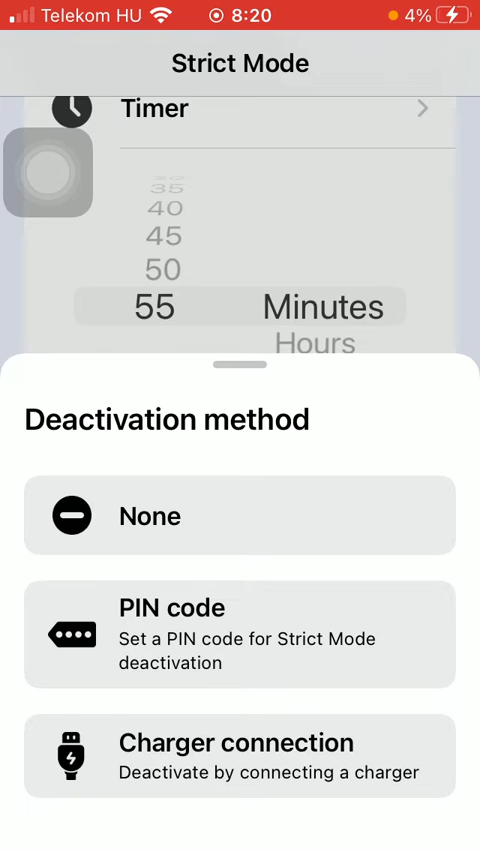 Telekom HU 8:20 4%
Strict Mode
Timer
35
40
45
50
55 Minutes
Hours
Deactivation method
None
PIN code
Set a PIN code for Strict Mode
deactivation
Charger connection
Deactivate by connecting a charger